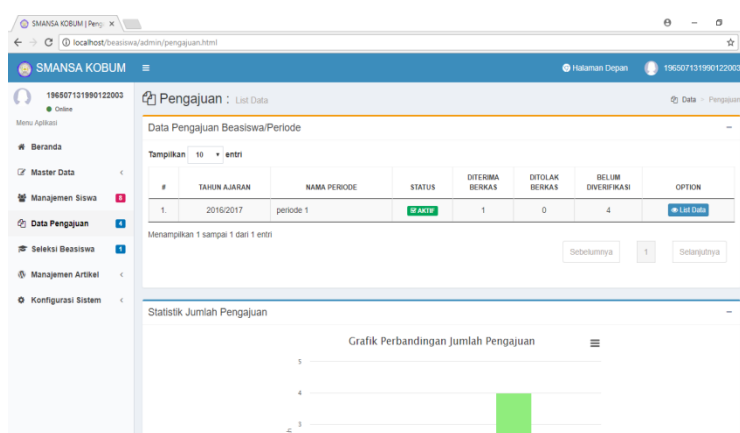 SMANSA KOBUM | Peng
localhost/beasiswa/admin/pengajuan.html
SMANSA KOBUM
Halaman Depan
196507131990122003
196507131990122003
Online
Menu Aplikasi
Beranda
Master Data
Manajemen Siswa 8
Data Pengajuan 4
Seleksi Beasiswa 1
Manajemen Artikel
Konfigurasi Sistem
Pengajuan : List Data
Data > Pengajuan
Data Pengajuan Beasiswa/Periode
Tampilkan 10 entri
# TAHUN AJARAN NAMA PERIODE STATUS DITERIMA BERKAS DITOLAK BERKAS BELUM DIVERIFIKASI OPTION
1. 2016/2017 periode 1 AKTIF 1 0 4 List Data
Menampilkan 1 sampai 1 dari 1 entri
Sebelumnya 1 Selanjutnya
Statistik Jumlah Pengajuan
Grafik Perbandingan Jumlah Pengajuan
5
4
3